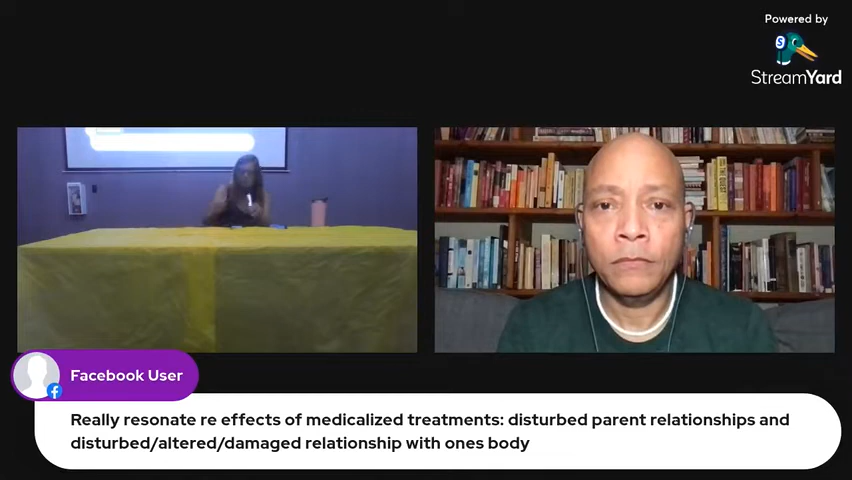 Powered by
StreamYard
Facebook User
Really resonate re effects of medicalized treatments: disturbed parent relationships and
disturbed/altered/damaged relationship with ones body